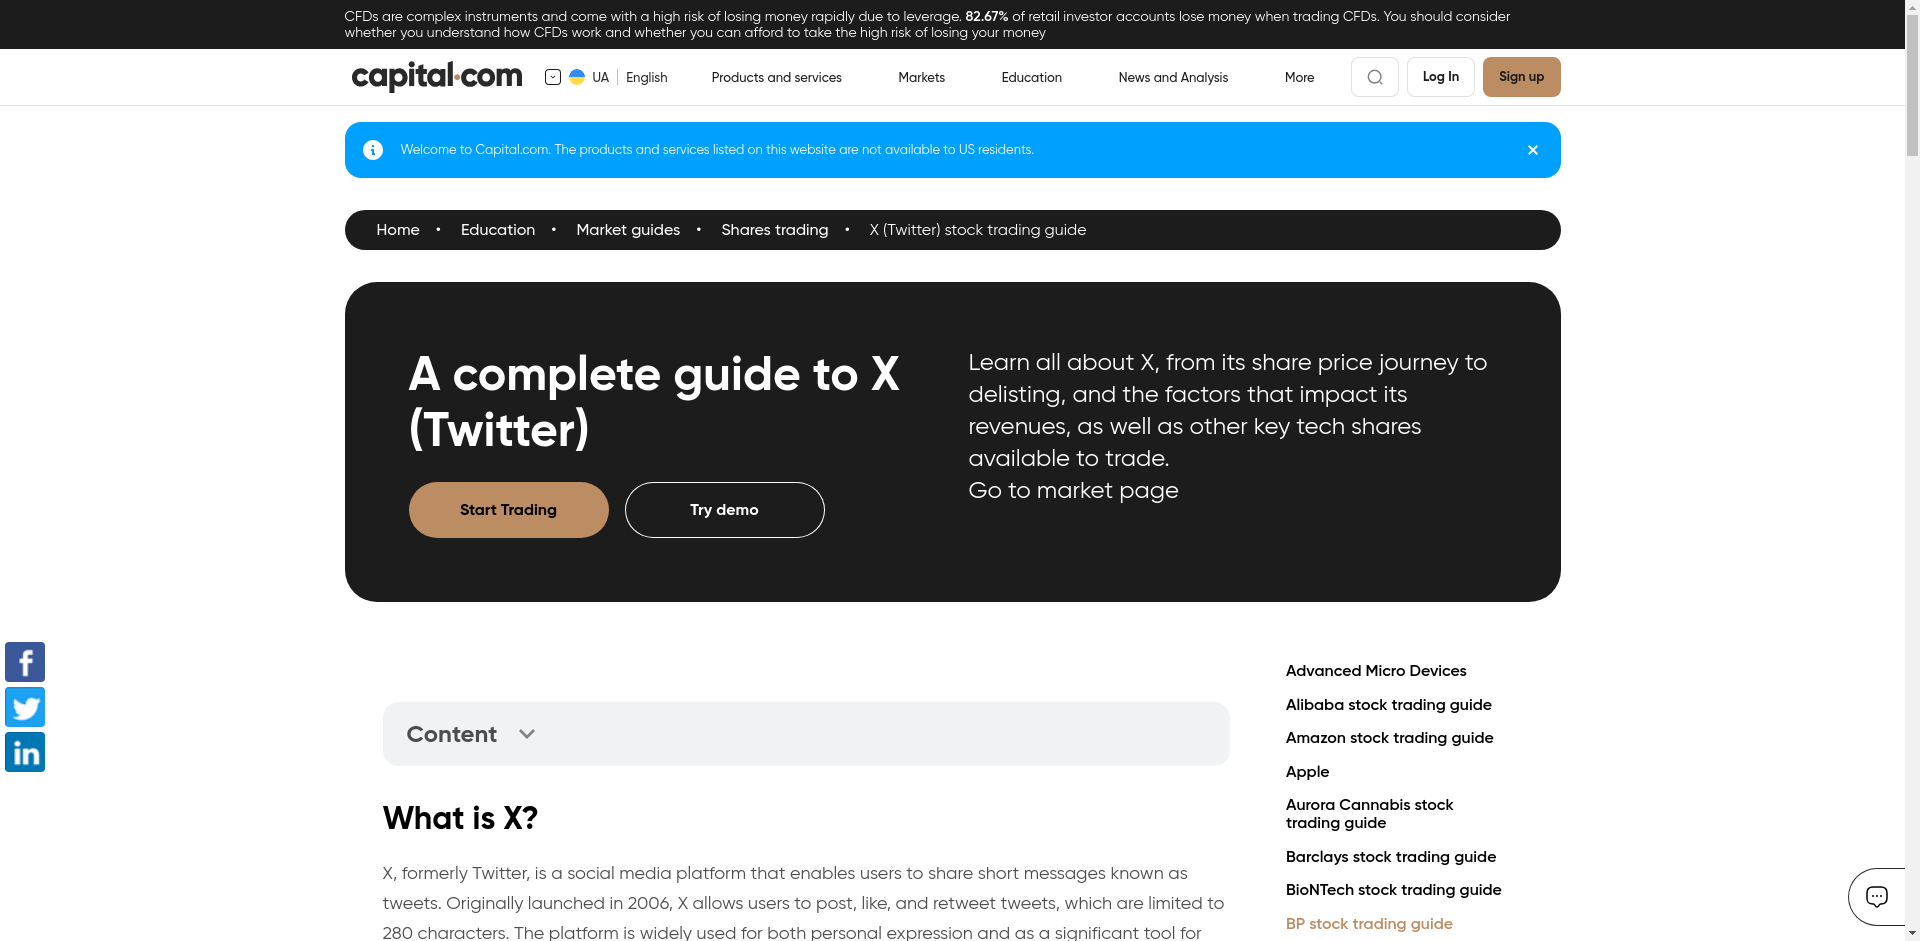 CFDs are complex instruments and come with a high risk of losing money rapidly due to leverage. 82.67% of retail investor accounts lose money when trading CFDs. You should consider
whether you understand how CFDs work and whether you can afford to take the high risk of losing your money
capital.com
UA
English
Products and services
Markets
Education
News and Analysis
More
Log In
Sign up
Welcome to Capital.com. The products and services listed on this website are not available to US residents.
Home • Education • Market guides • Shares trading • X (Twitter) stock trading guide
A complete guide to X
(Twitter)
Start Trading
Try demo
Learn all about X, from its share price journey to
delisting, and the factors that impact its
revenues, as well as other key tech shares
available to trade.
Go to market page
Content
What is X?
X, formerly Twitter, is a social media platform that enables users to share short messages known as
tweets. Originally launched in 2006, X allows users to post, like, and retweet tweets, which are limited to
280 characters. The platform is widely used for both personal expression and as a significant tool for
Advanced Micro Devices
Alibaba stock trading guide
Amazon stock trading guide
Apple
Aurora Cannabis stock
trading guide
Barclays stock trading guide
BioNTech stock trading guide
BP stock trading guide